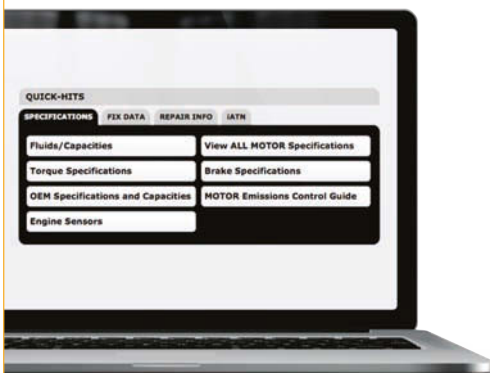 QUICK-HITS
SPECIFICATIONS FIX DATA REPAIR INFO iATN
Fluids/Capacities View ALL MOTOR Specifications
Torque Specifications Brake Specifications
OEM Specifications and Capacities MOTOR Emissions Control Guide
Engine Sensors